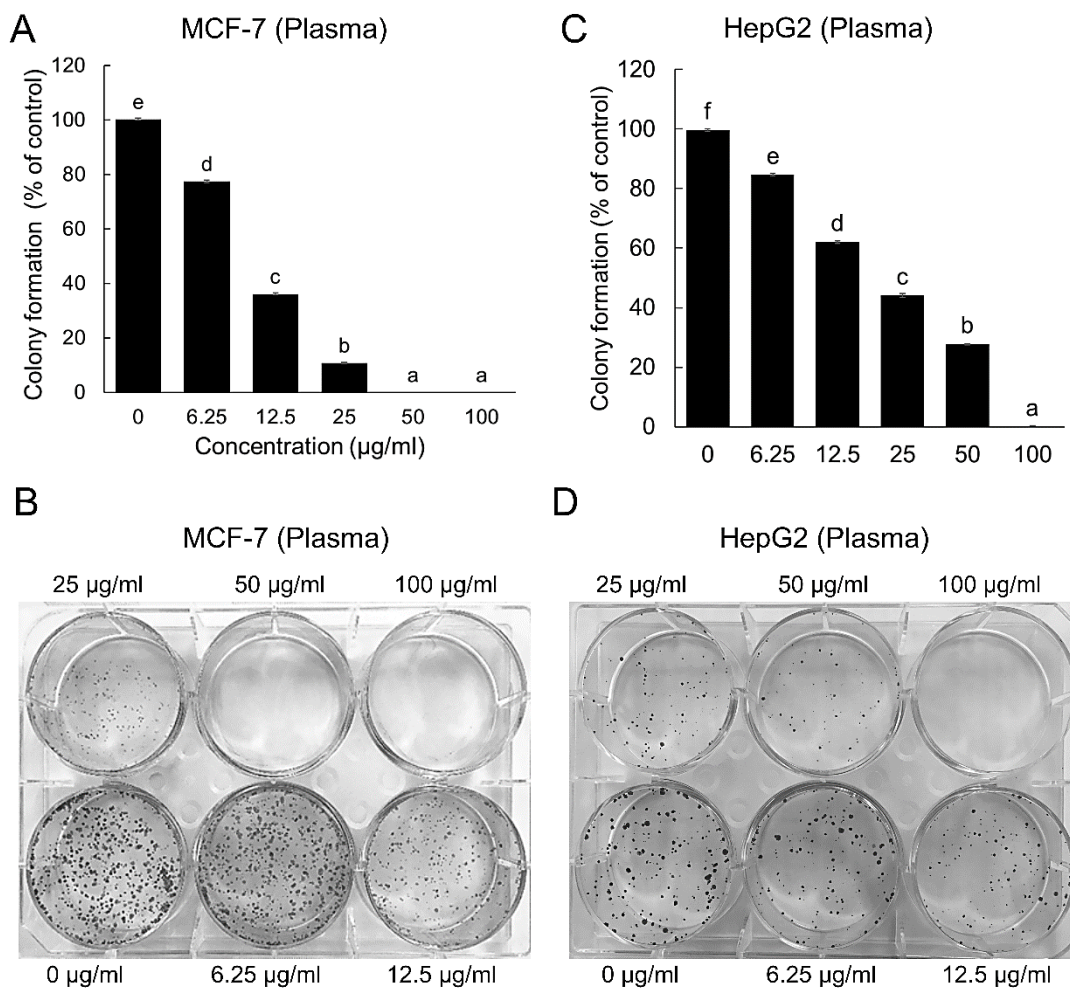 A
MCF-7 (Plasma)
Colony formation (% of control)
120
100
80
60
40
20
0
e
d
c
b
a
a
0 6.25 12.5 25 50 100
Concentration (µg/ml)
C
HepG2 (Plasma)
Colony formation (% of control)
120
100
80
60
40
20
0
f
e
d
c
b
a
0 6.25 12.5 25 50 100
B
MCF-7 (Plasma)
25 µg/ml 50 µg/ml 100 µg/ml
0 µg/ml 6.25 µg/ml 12.5 µg/ml
D
HepG2 (Plasma)
25 µg/ml 50 µg/ml 100 µg/ml
0 µg/ml 6.25 µg/ml 12.5 µg/ml